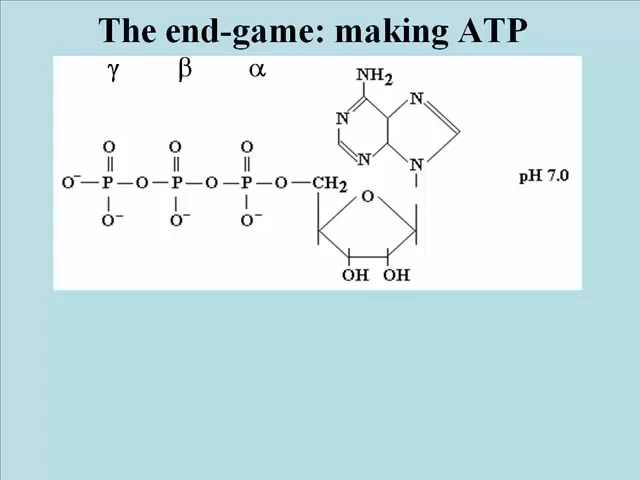 The end-game: making ATP
γ β α
NH2
N N
N N
O O O
O⁻ P O P O P O CH2 O
O⁻ O⁻ O⁻
OH OH
pH 7.0